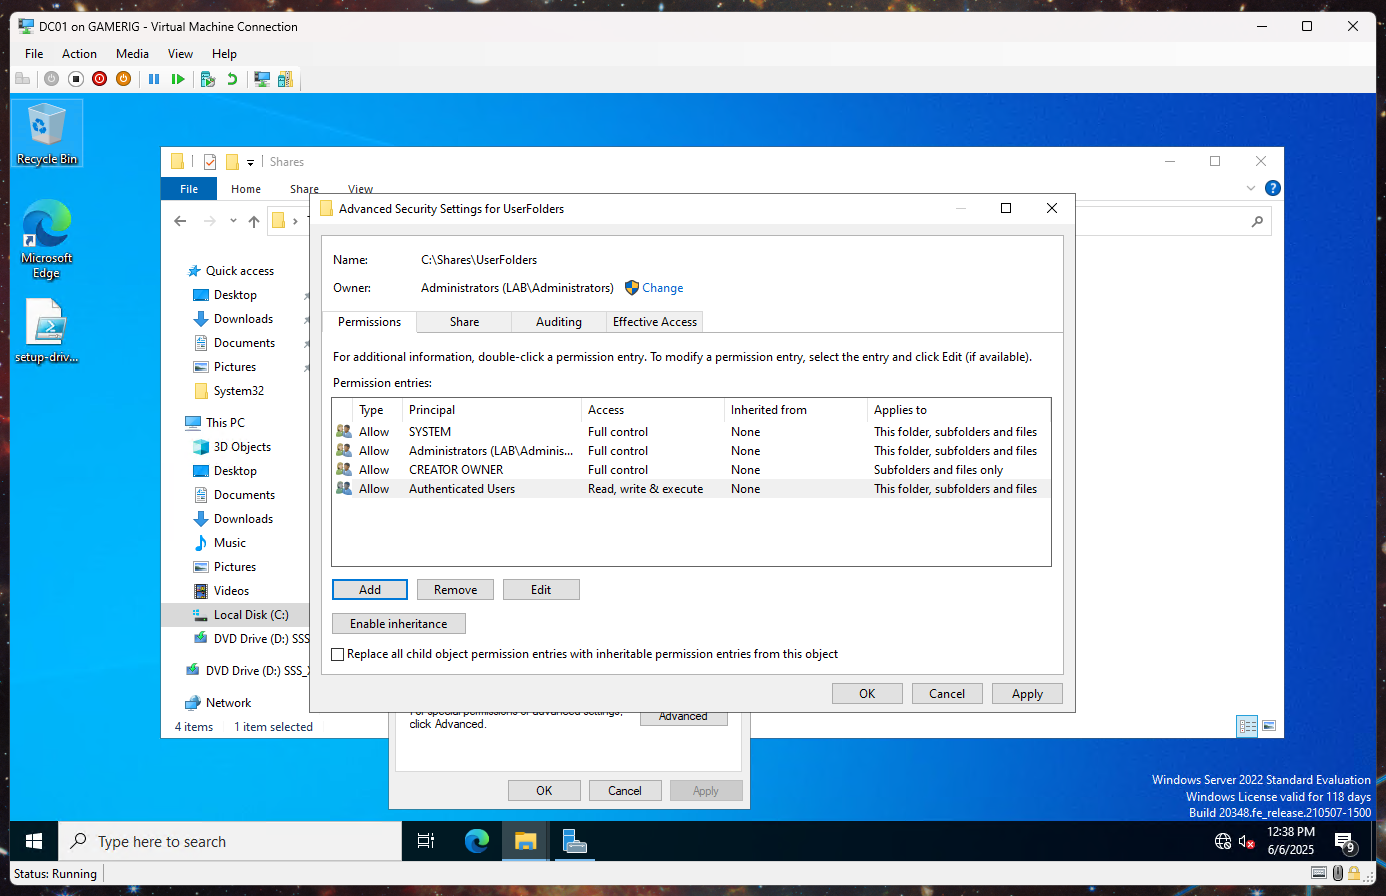 DC01 on GAMERIG - Virtual Machine Connection
File Action Media View Help
Recycle Bin
Microsoft
Edge
setup-driv...
Shares
File Home Share View
Advanced Security Settings for UserFolders
Name: C:\Shares\UserFolders
Owner: Administrators (LAB\Administrators) Change
Permissions Share Auditing Effective Access
For additional information, double-click a permission entry. To modify a permission entry, select the entry and click Edit (if available).
Permission entries:
Type Principal Access Inherited from Applies to
Allow SYSTEM Full control None This folder, subfolders and files
Allow Administrators (LAB\Adminis... Full control None This folder, subfolders and files
Allow CREATOR OWNER Full control None Subfolders and files only
Allow Authenticated Users Read, write & execute None This folder, subfolders and files
Add Remove Edit
Enable inheritance
Replace all child object permission entries with inheritable permission entries from this object
OK Cancel Apply
Quick access
Desktop
Downloads
Documents
Pictures
System32
This PC
3D Objects
Desktop
Documents
Downloads
Music
Pictures
Videos
Local Disk (C:)
DVD Drive (D:) SSS
DVD Drive (D:) SSS_
Network
4 items 1 item selected
For special permissions or advanced settings,
click Advanced.
Advanced
OK Cancel Apply
Windows Server 2022 Standard Evaluation
Windows License valid for 118 days
Build 20348.fe_release.210507-1500
Type here to search
12:38 PM
6/6/2025
9
Status: Running